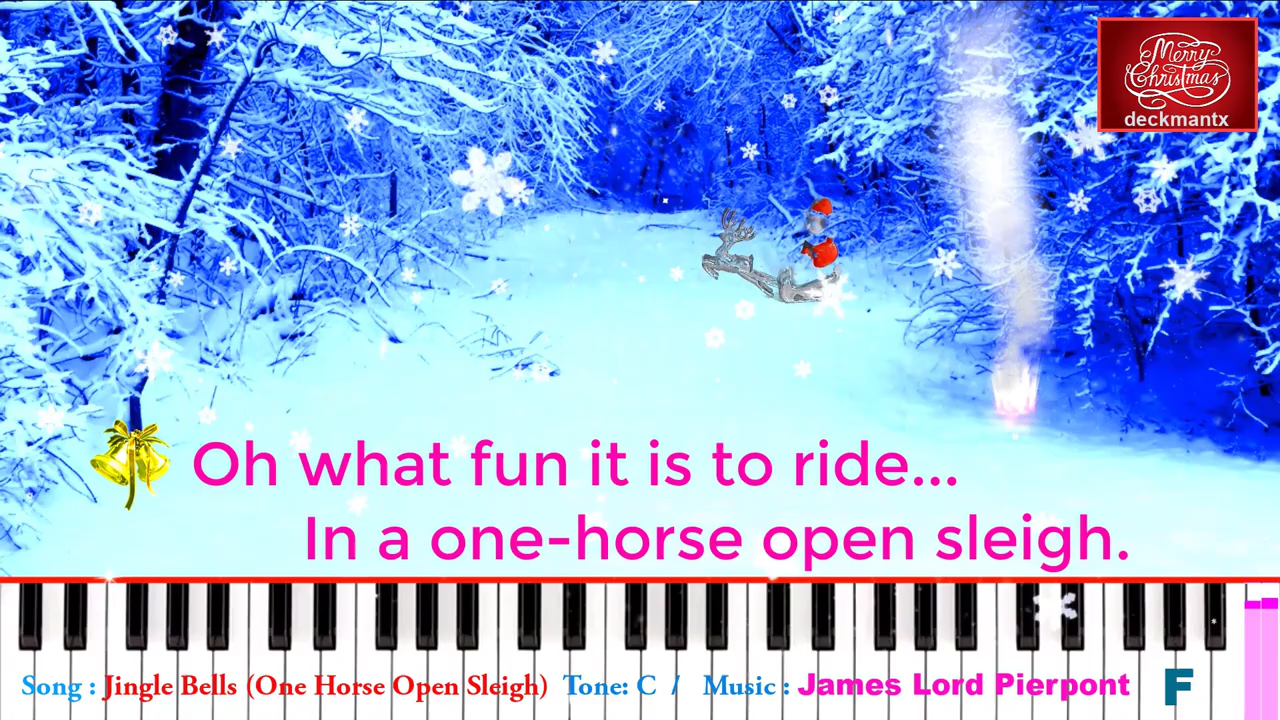 Merry
Christmas
deckmantx
Oh what fun it is to ride...
In a one-horse open sleigh.
Song : Jingle Bells (One Horse Open Sleigh) Tone: C / Music : James Lord Pierpont F